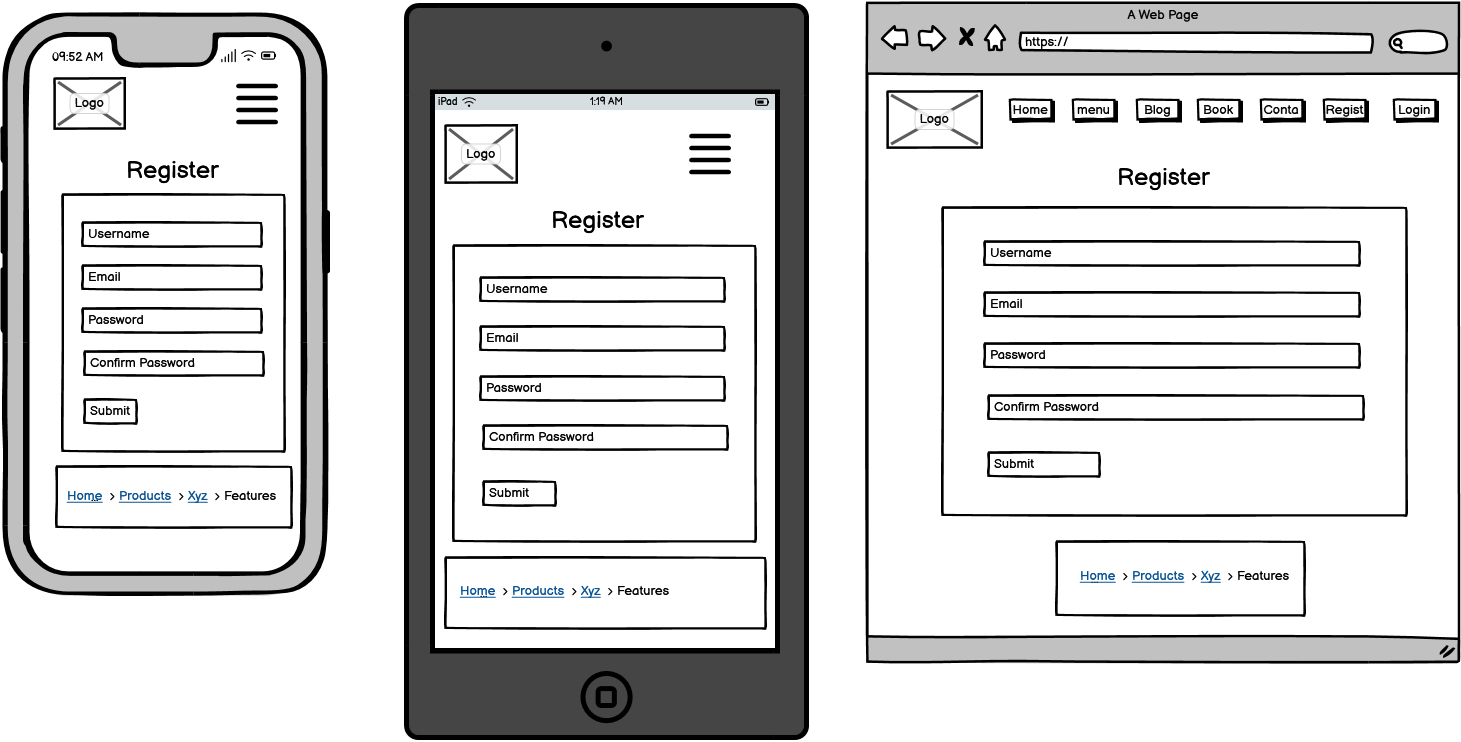 09:52 AM
Logo
Register
Username
Email
Password
Confirm Password
Submit
Home > Products > Xyz > Features
iPad 1:19 AM
Logo
Register
Username
Email
Password
Confirm Password
Submit
Home > Products > Xyz > Features
A Web Page
https://
Logo Home menu Blog Book Conta Regist Login
Register
Username
Email
Password
Confirm Password
Submit
Home > Products > Xyz > Features